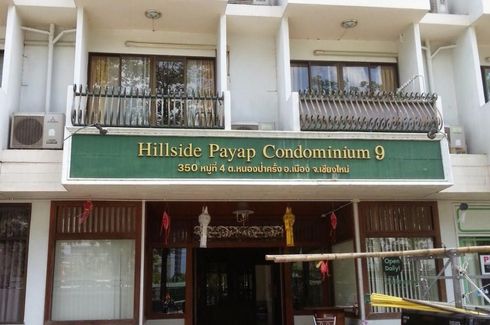 Hillside Payap Condominium 9
350 หมู่ที่ 4 ต.หนองป่าครั่ง อ.เมือง จ.เชียงใหม่
Open
Daily!